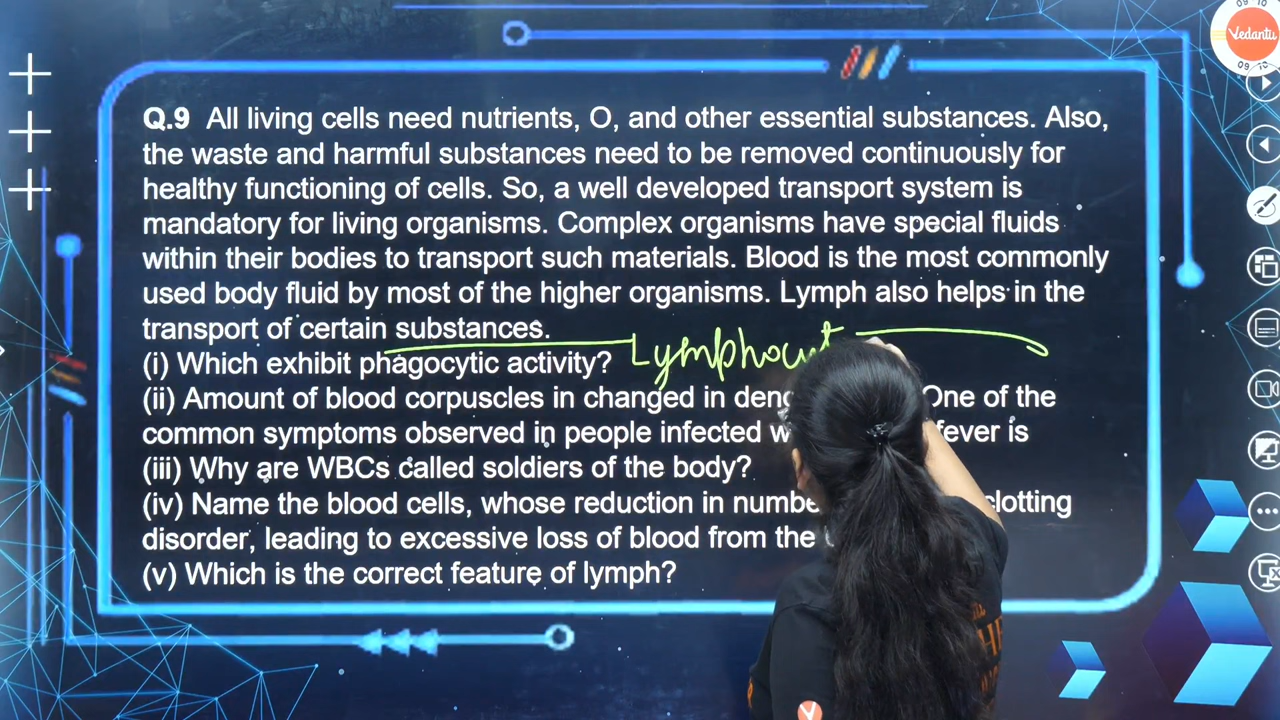 09 10
Vedantu
09 10
Q.9 All living cells need nutrients, O, and other essential substances. Also,
the waste and harmful substances need to be removed continuously for
healthy functioning of cells. So, a well developed transport system is
mandatory for living organisms. Complex organisms have special fluids
within their bodies to transport such materials. Blood is the most commonly
used body fluid by most of the higher organisms. Lymph also helps in the
transport of certain substances.
(i) Which exhibit phagocytic activity?
(ii) Amount of blood corpuscles in changed in One of the
common symptoms observed in people infected fever is
(iii) Why are WBCs called soldiers of the body?
(iv) Name the blood cells, whose reduction in clotting
disorder, leading to excessive loss of blood from the
(v) Which is the correct feature of lymph?